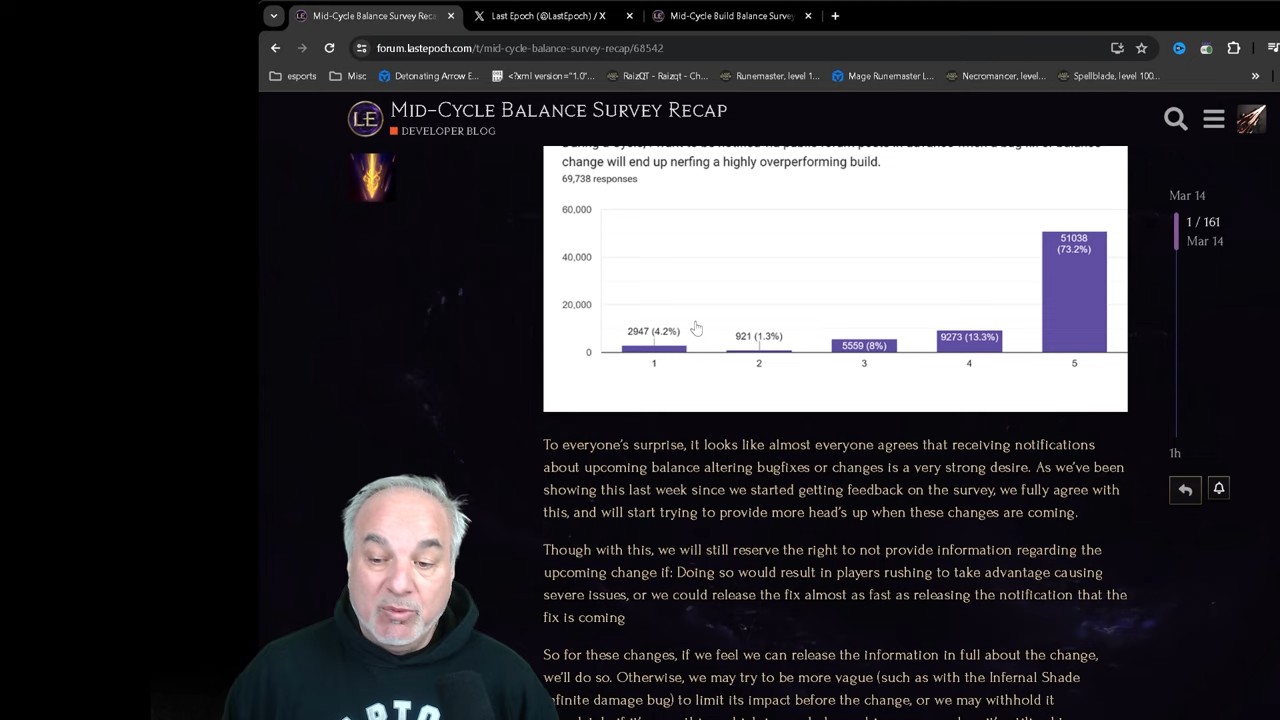 Mid-Cycle Balance Survey Reca
Last Epoch (@LastEpoch) / X
Mid-Cycle Build Balance Survey
forum.lastepoch.com/t/mid-cycle-balance-survey-recap/68542
esports
Misc
Detonating Arrow E...
<?xml version="1.0"...
RaizQT - Raizqt - Ch...
Runemaster, level 1...
Mage Runemaster L...
Necromancer, level...
Spellblade, level 100...
LE
Mid-Cycle Balance Survey Recap
DEVELOPER BLOG
change will end up nerfing a highly overperforming build.
69,738 responses
60,000
40,000
20,000
0
2947 (4.2%)
921 (1.3%)
5559 (8%)
9273 (13.3%)
51038
(73.2%)
1
2
3
4
5
Mar 14
1 / 161
Mar 14
1h
To everyone's surprise, it looks like almost everyone agrees that receiving notifications
about upcoming balance altering bugfixes or changes is a very strong desire. As we've been
showing this last week since we started getting feedback on the survey, we fully agree with
this, and will start trying to provide more head's up when these changes are coming.
Though with this, we will still reserve the right to not provide information regarding the
upcoming change if: Doing so would result in players rushing to take advantage causing
severe issues, or we could release the fix almost as fast as releasing the notification that the
fix is coming
So for these changes, if we feel we can release the information in full about the change,
we'll do so. Otherwise, we may try to be more vague (such as with the Infernal Shade
infinite damage bug) to limit its impact before the change, or we may withhold it